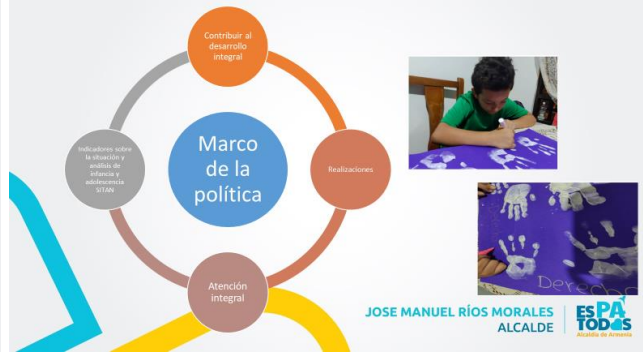 Contribuir al
desarrollo
integral
Indicadores sobre
la situación y
análisis de
infancia y
adolescencia
SITAN
Marco
de la
política
Realizaciones
Atención
integral
Derecho
JOSE MANUEL RÍOS MORALES
ALCALDE
ES PA
TODOS
Alcaldía de Armenia